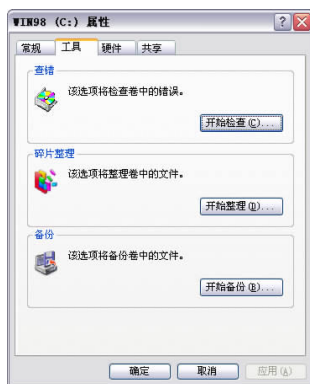 WIN98 (C:) 属性
常规 工具 硬件 共享
查错
该选项将检查卷中的错误。
开始检查(C)...
碎片整理
该选项将整理卷中的文件。
开始整理(D)...
备份
该选项将备份卷中的文件。
开始备份(B)...
确定 取消 应用(A)